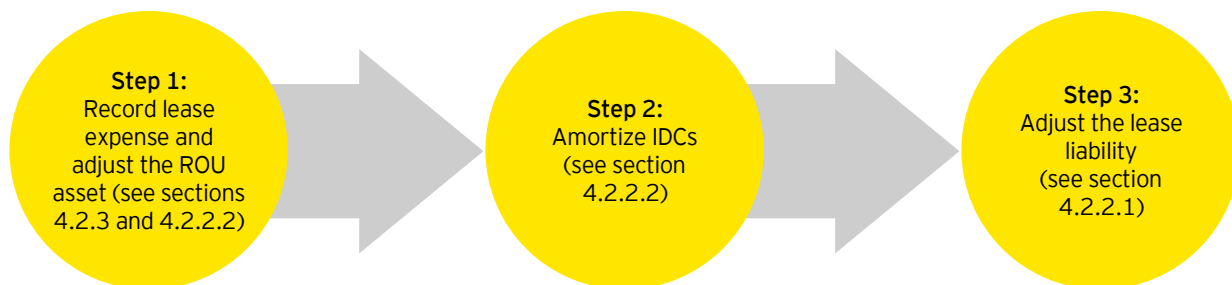 Step 1:
Record lease
expense and
adjust the ROU
asset (see sections
4.2.3 and 4.2.2.2)
Step 2:
Amortize IDCs
(see section
4.2.2.2)
Step 3:
Adjust the lease
liability
(see section
4.2.2.1)